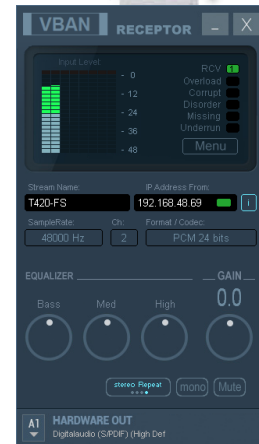 VBAN RECEPTOR _ X
Input Level
RCV 1
- 0 Overload
- 12 Corrupt
Disorder
- 24 Missing
- 36 Underrun
- 48 Menu
Stream Name: IP Address From:
T420-FS 192.168.48.69 i
SampleRate: Ch: Format / Codec:
48000 Hz 2 PCM 24 bits
EQUALIZER GAIN
Bass Med High 0.0
stereo Repeat mono Mute
A1 HARDWARE OUT
Digitalaudio (S/PDIF) (High Def